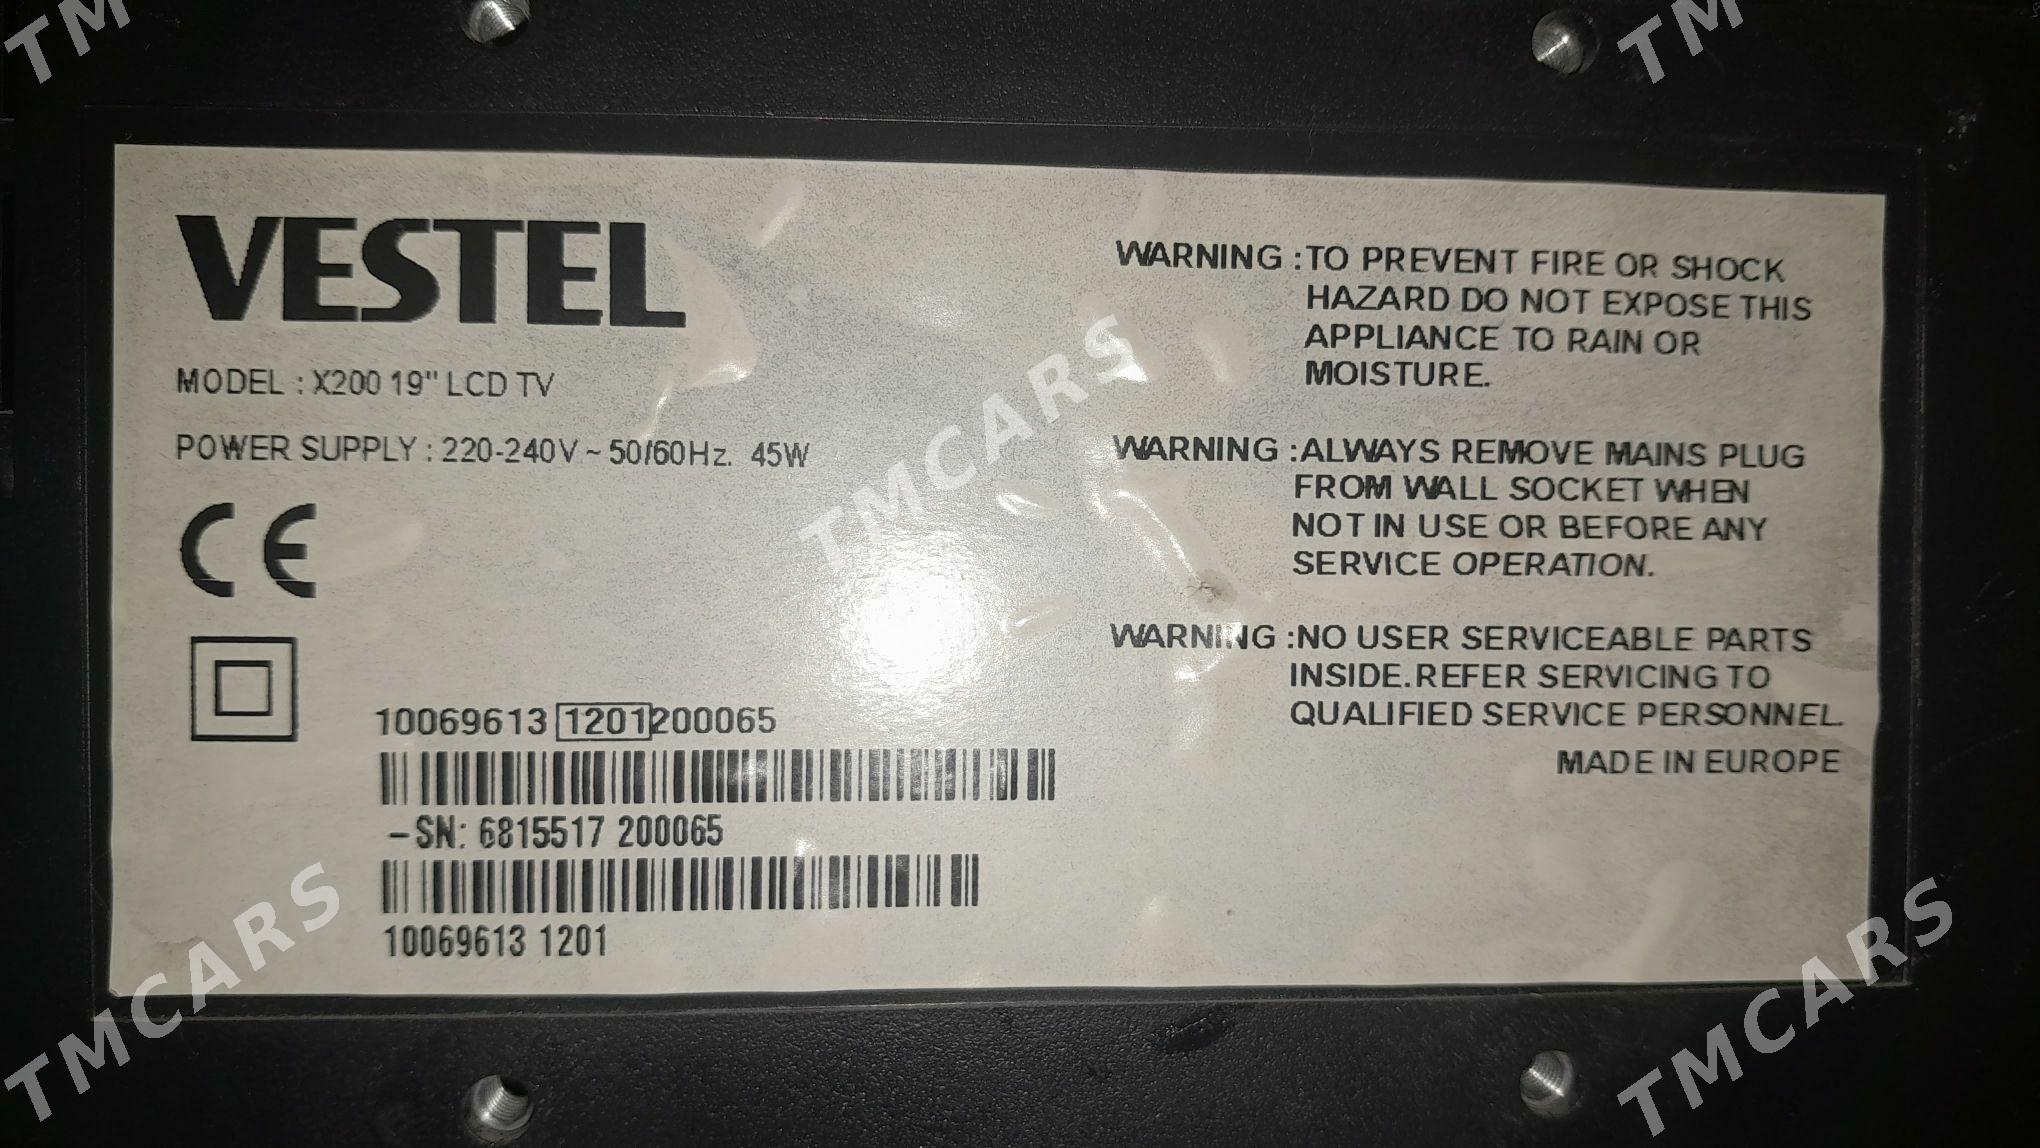 VESTEL
MODEL : X200 19" LCD TV
POWER SUPPLY : 220-240V ~ 50/60Hz. 45W
CE
10069613 1201200065
-SN: 6815517 200065
10069613 1201
WARNING :TO PREVENT FIRE OR SHOCK
HAZARD DO NOT EXPOSE THIS
APPLIANCE TO RAIN OR
MOISTURE.
WARNING :ALWAYS REMOVE MAINS PLUG
FROM WALL SOCKET WHEN
NOT IN USE OR BEFORE ANY
SERVICE OPERATION.
WARNING :NO USER SERVICEABLE PARTS
INSIDE.REFER SERVICING TO
QUALIFIED SERVICE PERSONNEL.
MADE IN EUROPE
TM
TM
TMCARS
TMCARS
TMCARS